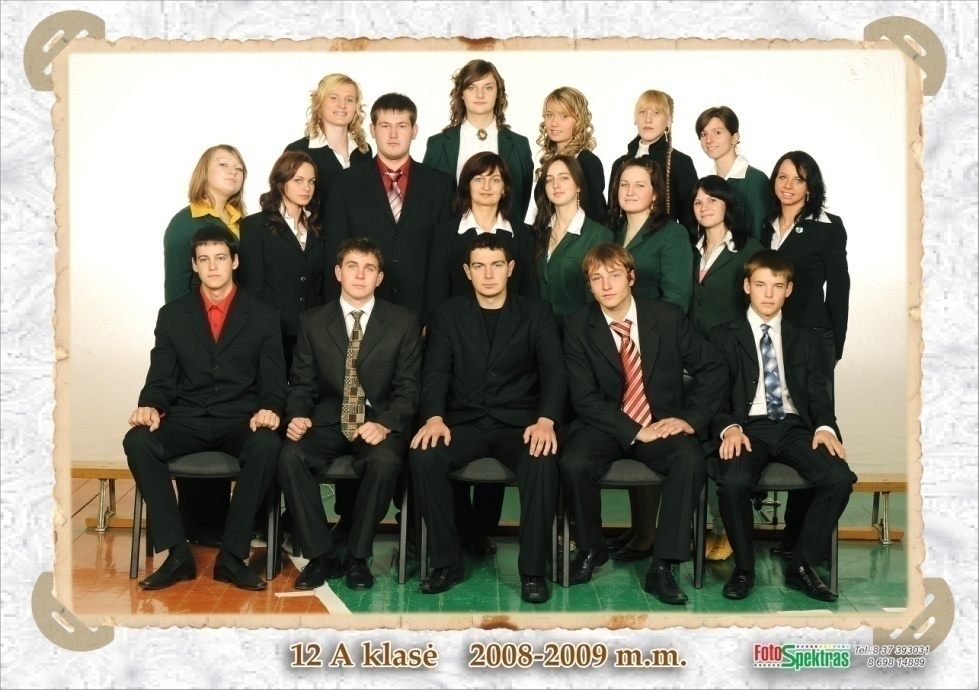 12 A klasė 2008-2009 m.m.
FotoSpektras
Tel.: 8 37 393031
8 698 14889